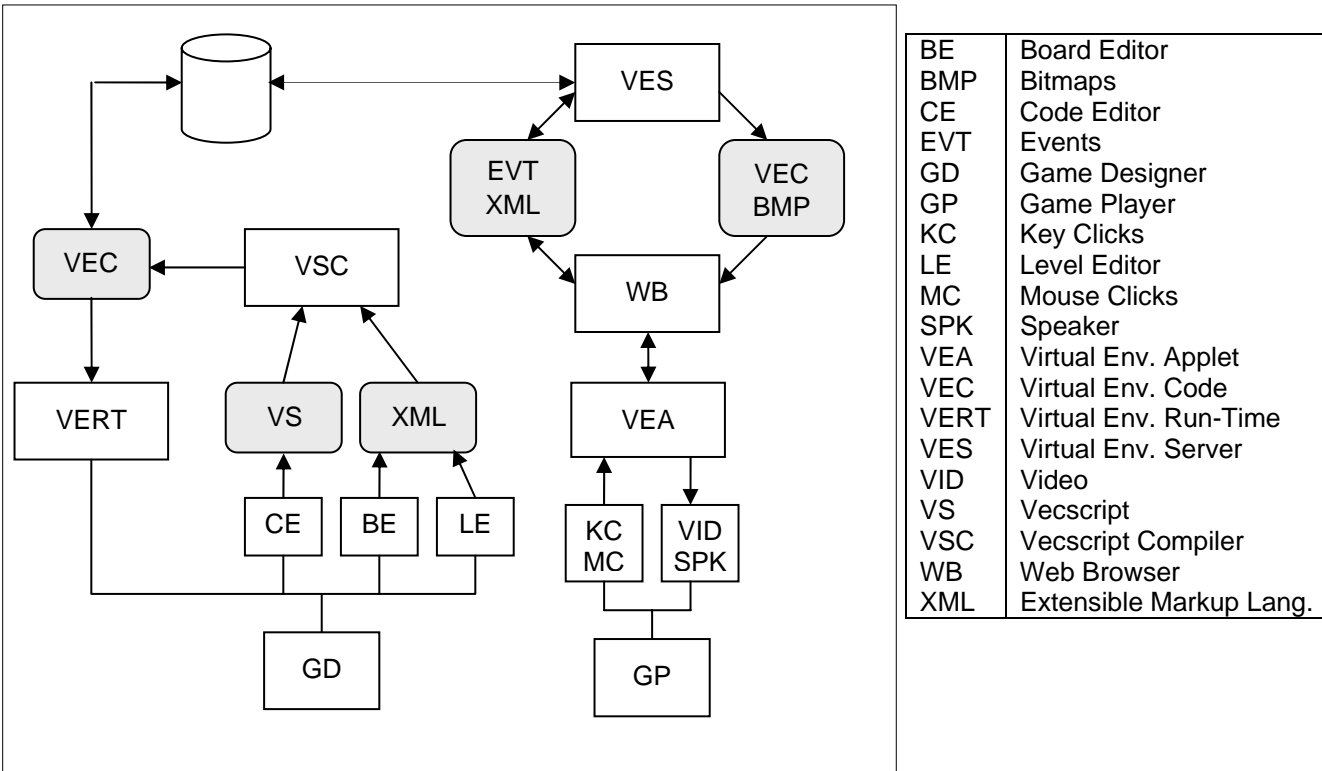 VES
EVT
XML
VEC
BMP
VEC
VSC
WB
VERT
VS
XML
VEA
CE
BE
LE
KC
MC
VID
SPK
GD
GP
BE Board Editor
BMP Bitmaps
CE Code Editor
EVT Events
GD Game Designer
GP Game Player
KC Key Clicks
LE Level Editor
MC Mouse Clicks
SPK Speaker
VEA Virtual Env. Applet
VEC Virtual Env. Code
VERT Virtual Env. Run-Time
VES Virtual Env. Server
VID Video
VS Vecscript
VSC Vecscript Compiler
WB Web Browser
XML Extensible Markup Lang.